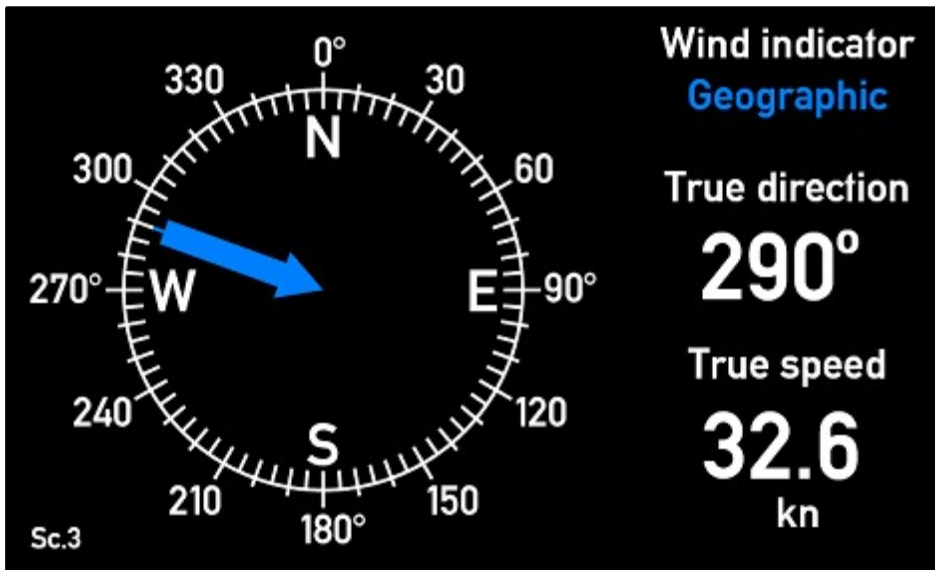 Wind indicator
Geographic
0°
330
30
N
300
60
True direction
290°
270°
W
E
90°
True speed
240
120
32.6
S
210
150
kn
180°
Sc.3